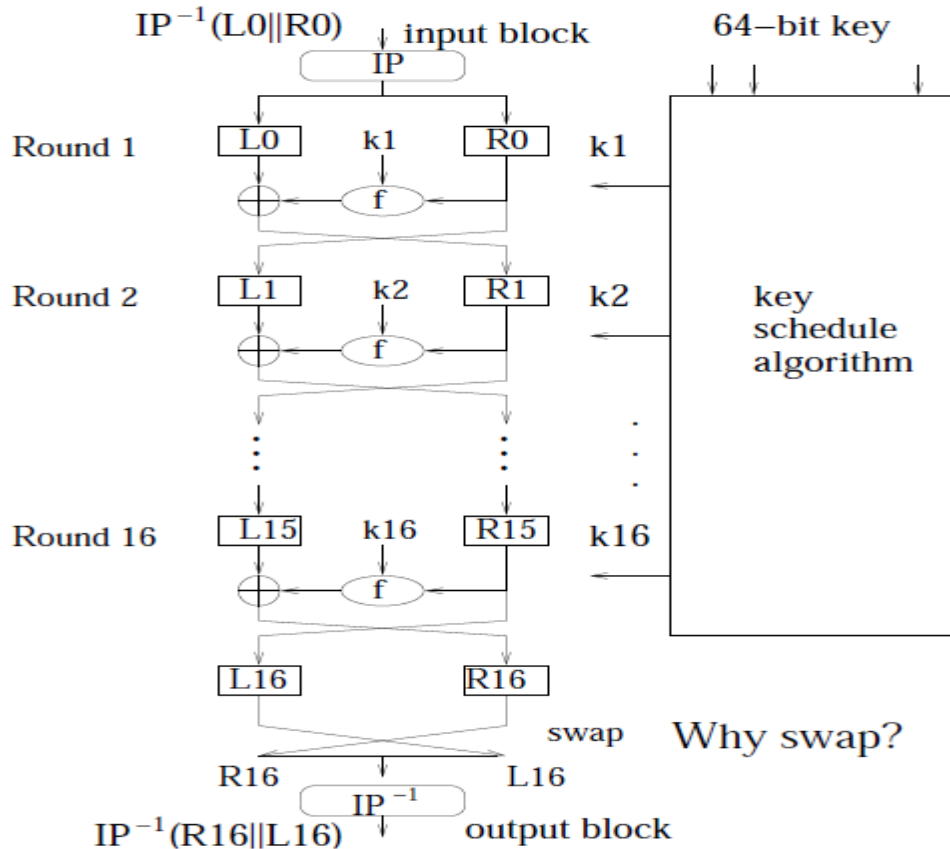 IP⁻¹(L0||R0)
input block
64−bit key
IP
Round 1
L0
k1
R0
k1
f
Round 2
L1
k2
R1
k2
key
schedule
algorithm
f
Round 16
L15
k16
R15
k16
f
L16
R16
swap
Why swap?
R16
L16
IP⁻¹
IP⁻¹(R16||L16)
output block